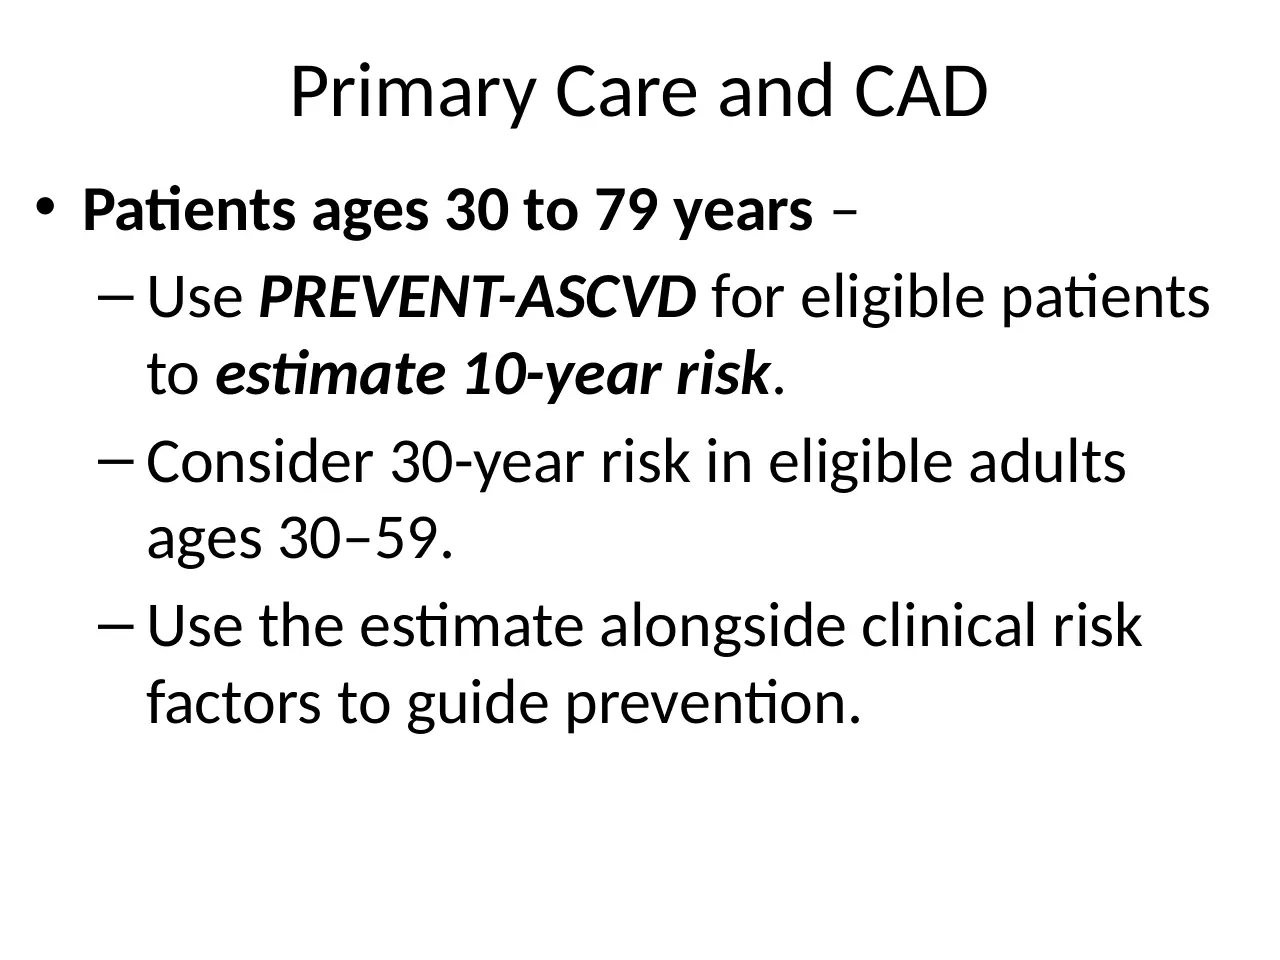 Primary Care and CAD
• Patients ages 30 to 79 years –
– Use PREVENT-ASCVD for eligible patients
to estimate 10-year risk.
– Consider 30-year risk in eligible adults
ages 30–59.
– Use the estimate alongside clinical risk
factors to guide prevention.